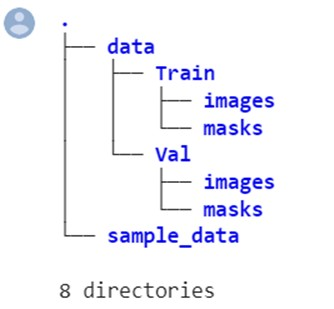 .
├── data
│   ├── Train
│   │   ├── images
│   │   └── masks
│   └── Val
│       ├── images
│       └── masks
└── sample_data
8 directories